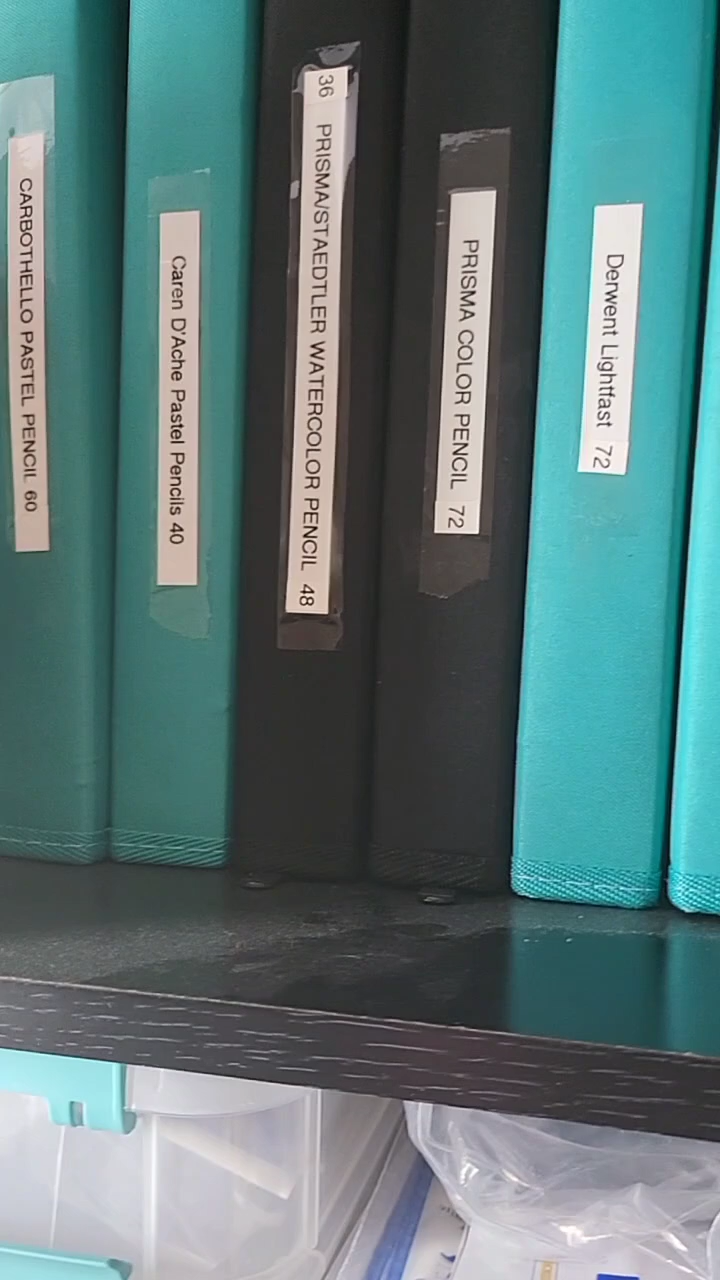 CARBOTHELLO PASTEL PENCIL 60
Caren D'Ache Pastel Pencils 40
36 PRISMA/STAEDTLER WATERCOLOR PENCIL 48
PRISMA COLOR PENCIL 72
Derwent Lightfast 72